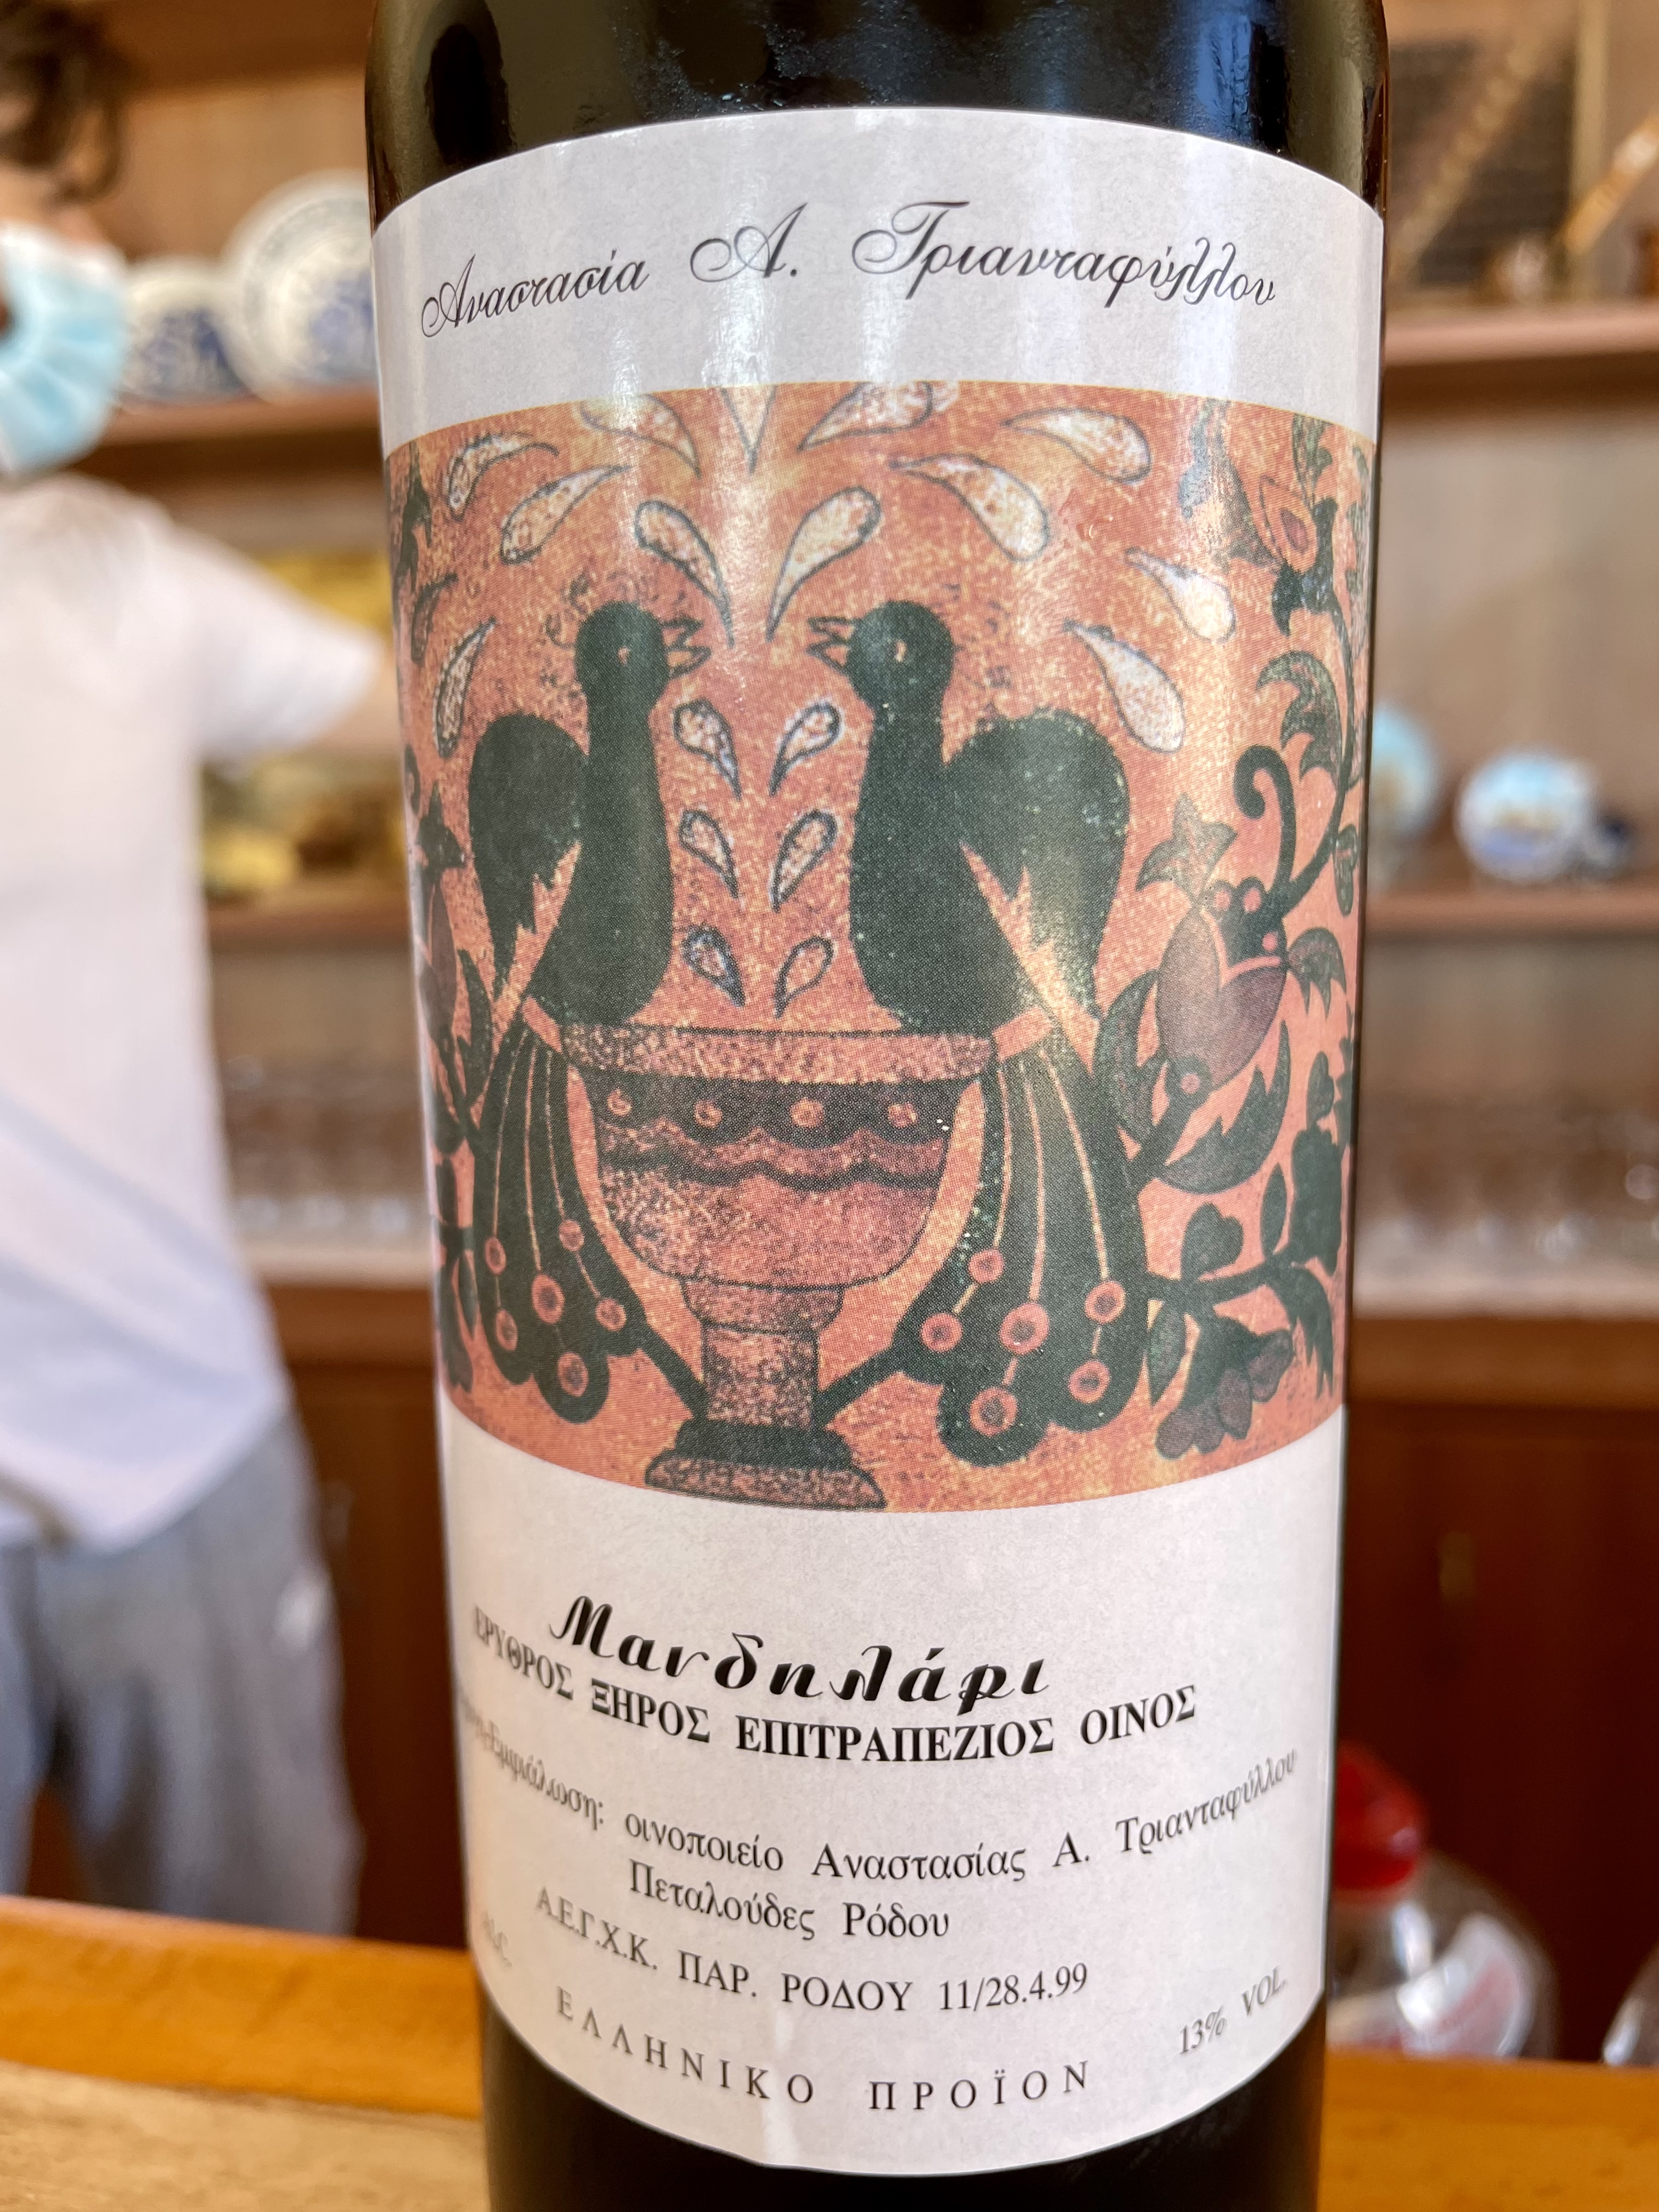 Αναστασία Α. Τριανταφύλλου
Μανδηλάρι
ΕΡΥΘΡΟΣ ΞΗΡΟΣ ΕΠΙΤΡΑΠΕΖΙΟΣ ΟΙΝΟΣ
οινοποιείο Αναστασίας Α. Τριανταφύλλου
Πεταλούδες Ρόδου
Α.Ε.Γ.Χ.Κ. ΠΑΡ. ΡΟΔΟΥ 11/28.4.99
ΕΛΛΗΝΙΚΟ ΠΡΟΪΟΝ
13% VOL.